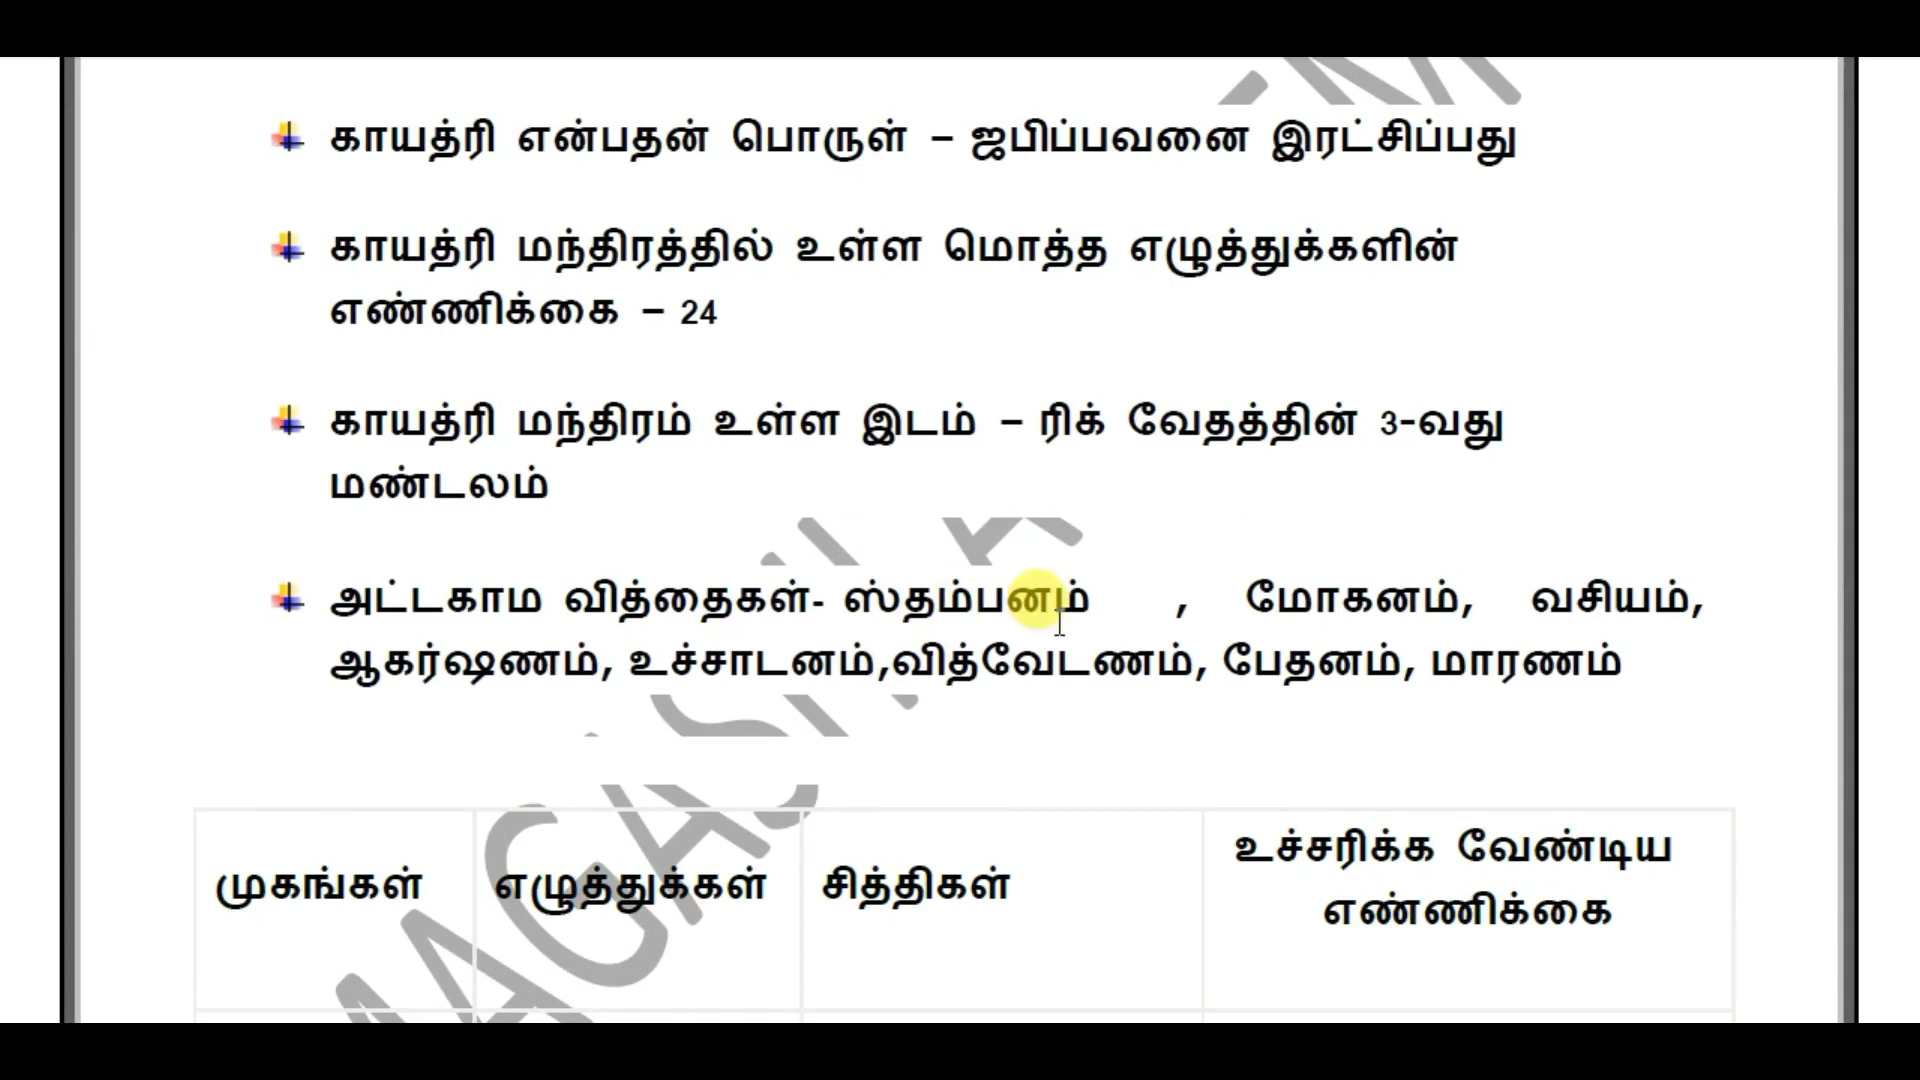 காயத்ரி என்பதன் பொருள் – ஜபிப்பவனை இரட்சிப்பது
காயத்ரி மந்திரத்தில் உள்ள மொத்த எழுத்துக்களின்
எண்ணிக்கை – 24
காயத்ரி மந்திரம் உள்ள இடம் – ரிக் வேதத்தின் 3-வது
மண்டலம்
அட்டகாம வித்தைகள்- ஸ்தம்பனம் , மோகனம், வசியம்,
ஆகர்ஷணம், உச்சாடனம்,வித்வேடணம், பேதனம், மாரணம்
முகங்கள் எழுத்துக்கள் சித்திகள் உச்சரிக்க வேண்டிய
எண்ணிக்கை